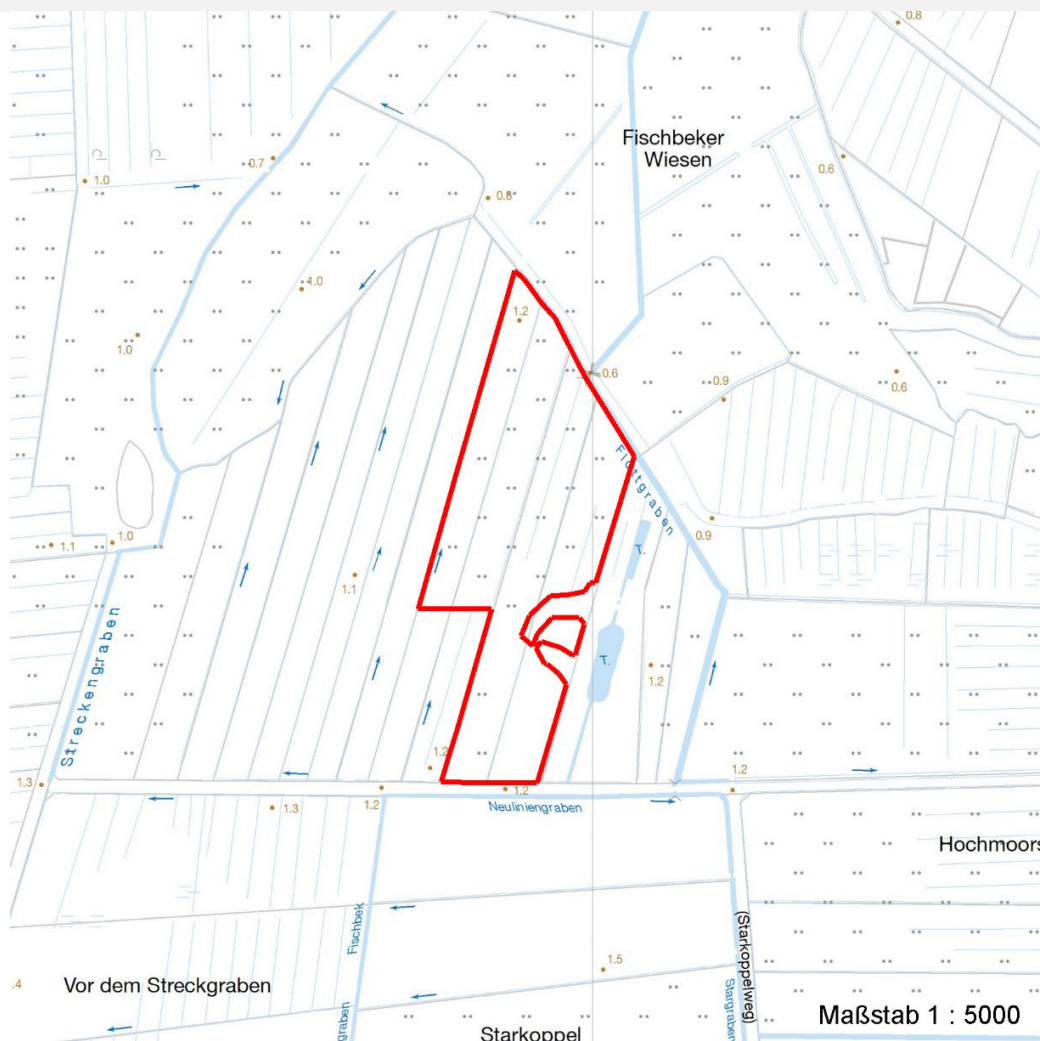 0.8
Fischbeker
Wiesen
0.7
0.6
1.0
0.8
1.0
1.2
1.0
0.6
0.9
0.6
Flottgraben
1.0
1.1
0.9
T.
1.1
Streckengraben
T.
1.2
1.2
1.2
1.3
1.2
1.2
1.3
Neuliniengraben
Hochmoors
Fischbek
(Starkoppelweg)
1.5
.4
Vor dem Streckgraben
Stargraben
graben
Maßstab 1 : 5000
Starkoppel